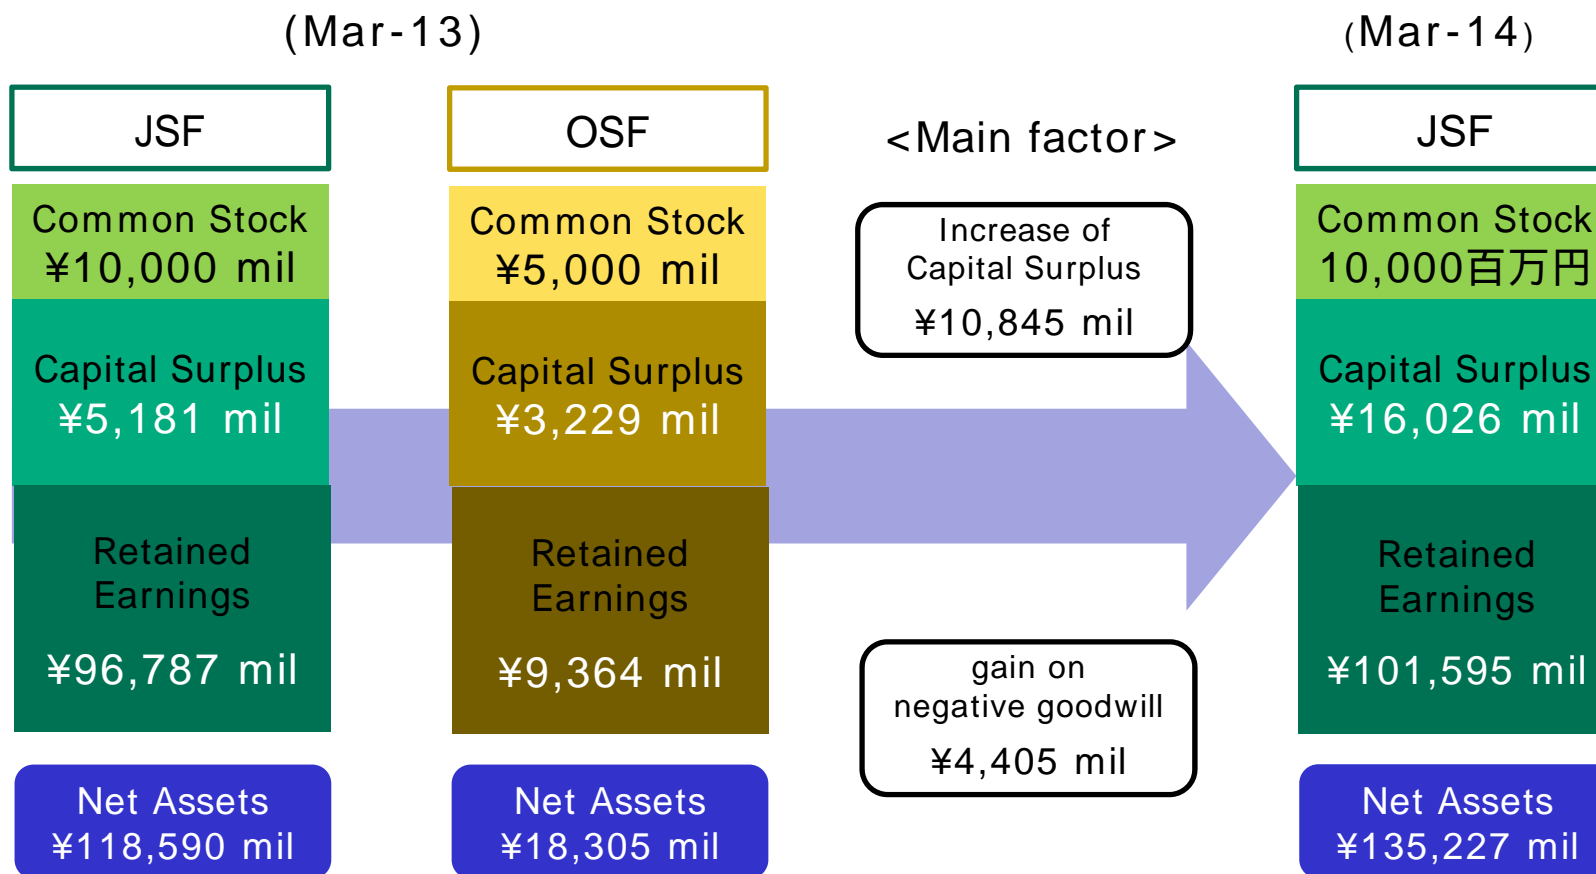 (Mar-13)
(Mar-14)
JSF
OSF
<Main factor>
JSF
Common Stock
¥10,000 mil
Capital Surplus
¥5,181 mil
Retained
Earnings
¥96,787 mil
Net Assets
¥118,590 mil
Common Stock
¥5,000 mil
Capital Surplus
¥3,229 mil
Retained
Earnings
¥9,364 mil
Net Assets
¥18,305 mil
Increase of
Capital Surplus
¥10,845 mil
gain on
negative goodwill
¥4,405 mil
Common Stock
10,000百万円
Capital Surplus
¥16,026 mil
Retained
Earnings
¥101,595 mil
Net Assets
¥135,227 mil